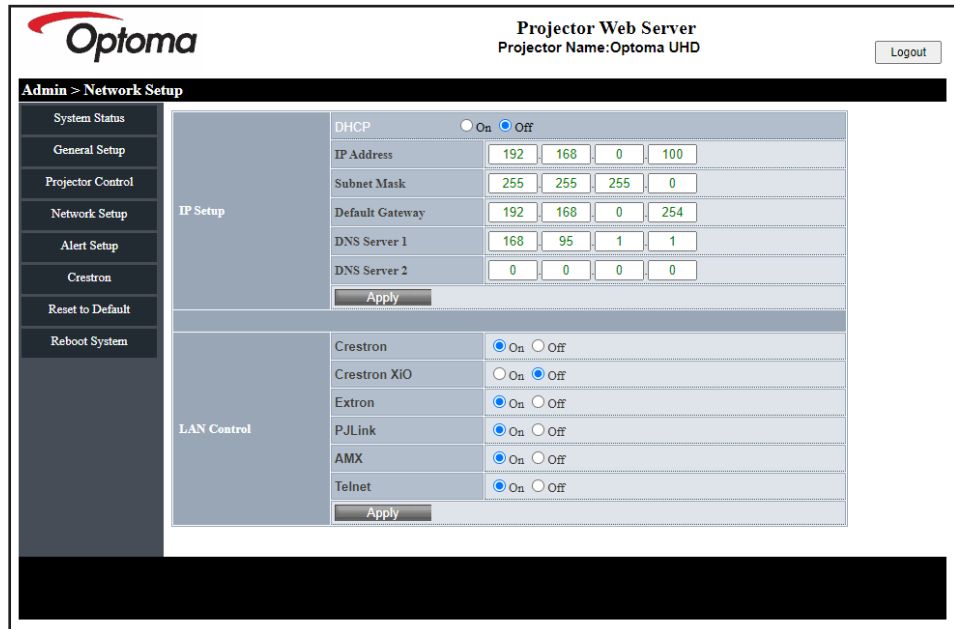 Optoma
Projector Web Server
Projector Name:Optoma UHD
Logout
Admin > Network Setup
System Status
General Setup
Projector Control
Network Setup
Alert Setup
Crestron
Reset to Default
Reboot System
IP Setup
DHCP On Off
IP Address 192 . 168 . 0 . 100
Subnet Mask 255 . 255 . 255 . 0
Default Gateway 192 . 168 . 0 . 254
DNS Server 1 168 . 95 . 1 . 1
DNS Server 2 0 . 0 . 0 . 0
Apply
LAN Control
Crestron On Off
Crestron XiO On Off
Extron On Off
PJLink On Off
AMX On Off
Telnet On Off
Apply